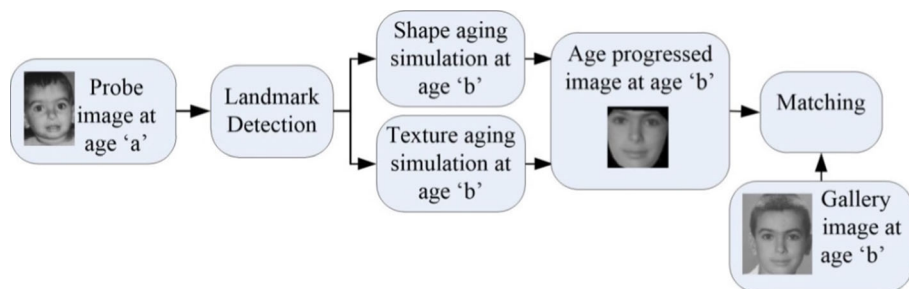 Probe
image at
age ‘a’
Landmark
Detection
Shape aging
simulation at
age ‘b’
Texture aging
simulation at
age ‘b’
Age progressed
image at age ‘b’
Matching
Gallery
image at
age ‘b’